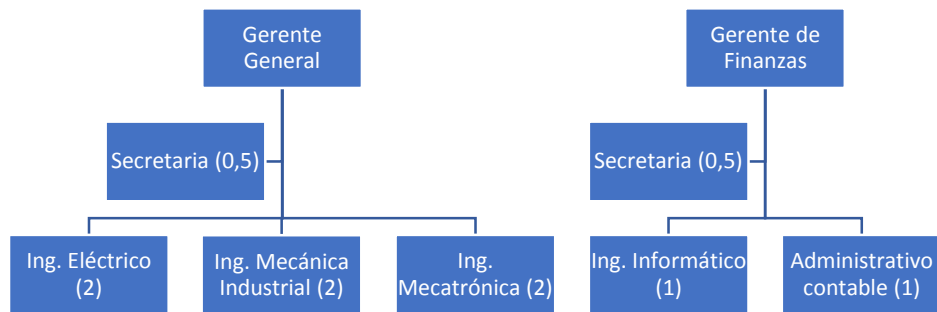 Gerente
General
Gerente de
Finanzas
Secretaria (0,5)
Secretaria (0,5)
Ing. Eléctrico
(2)
Ing. Mecánica
Industrial (2)
Ing.
Mecatrónica (2)
Ing. Informático
(1)
Administrativo
contable (1)